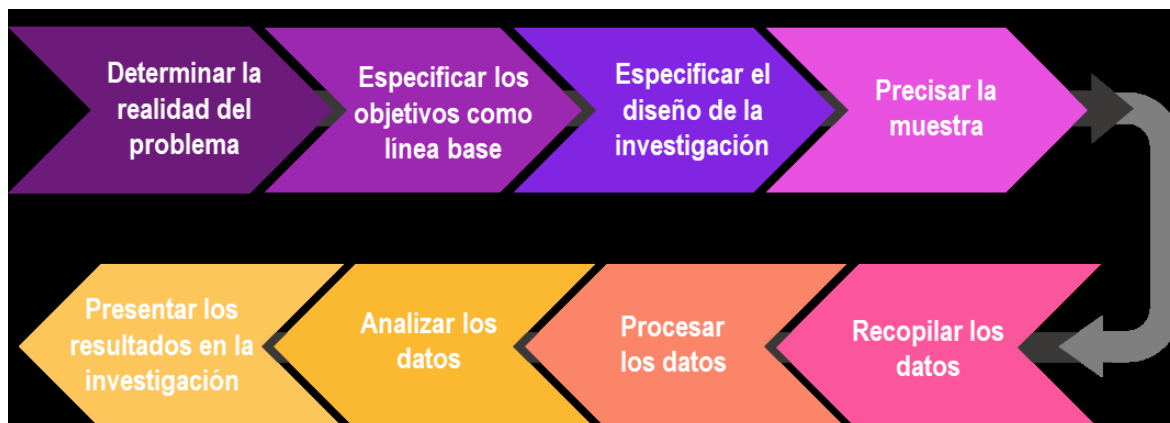 Determinar la
realidad del
problema
Especificar los
objetivos como
línea base
Especificar el
diseño de la
investigación
Precisar la
muestra
Recopilar los
datos
Procesar
los datos
Analizar los
datos
Presentar los
resultados en la
investigación